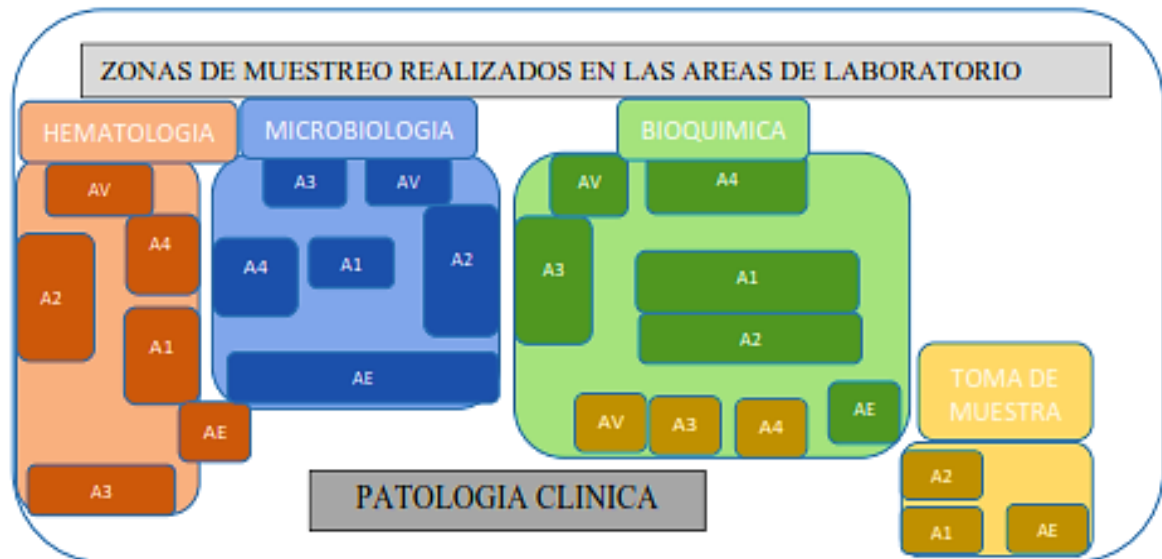 ZONAS DE MUESTREO REALIZADOS EN LAS AREAS DE LABORATORIO
HEMATOLOGIA
AV
A4
A2
A1
AE
A3
MICROBIOLOGIA
A3
AV
A4
A1
A2
AE
BIOQUIMICA
AV
A4
A3
A1
A2
AE
AV
A3
A4
TOMA DE
MUESTRA
A2
A1
AE
PATOLOGIA CLINICA